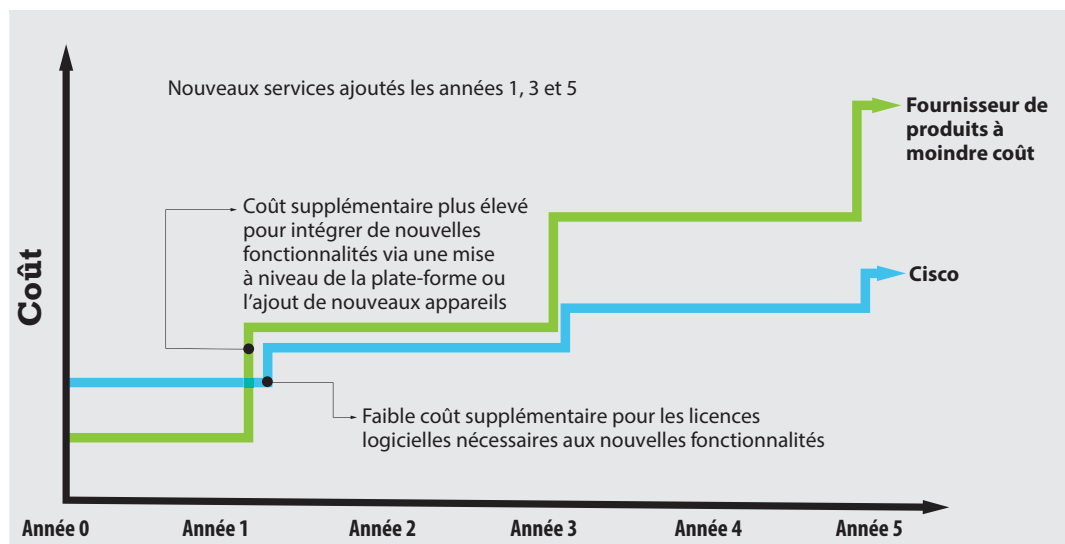 Nouveaux services ajoutés les années 1, 3 et 5
Fournisseur de
produits à
moindre coût
Coût supplémentaire plus élevé
pour intégrer de nouvelles
fonctionnalités via une mise
à niveau de la plate-forme ou
l’ajout de nouveaux appareils
Coût
Cisco
Faible coût supplémentaire pour les licences
logicielles nécessaires aux nouvelles fonctionnalités
Année 0 Année 1 Année 2 Année 3 Année 4 Année 5